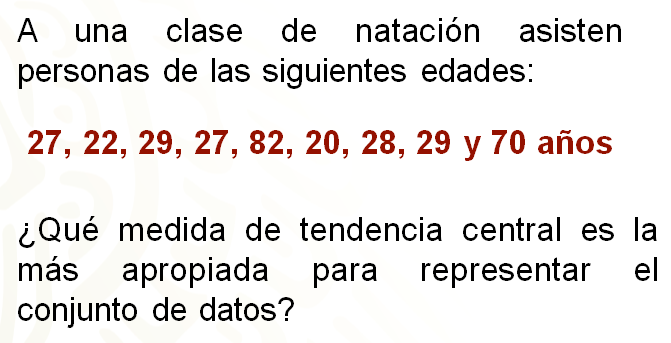 A una clase de natación asisten
personas de las siguientes edades:
27, 22, 29, 27, 82, 20, 28, 29 y 70 años
¿Qué medida de tendencia central es la
más apropiada para representar el
conjunto de datos?